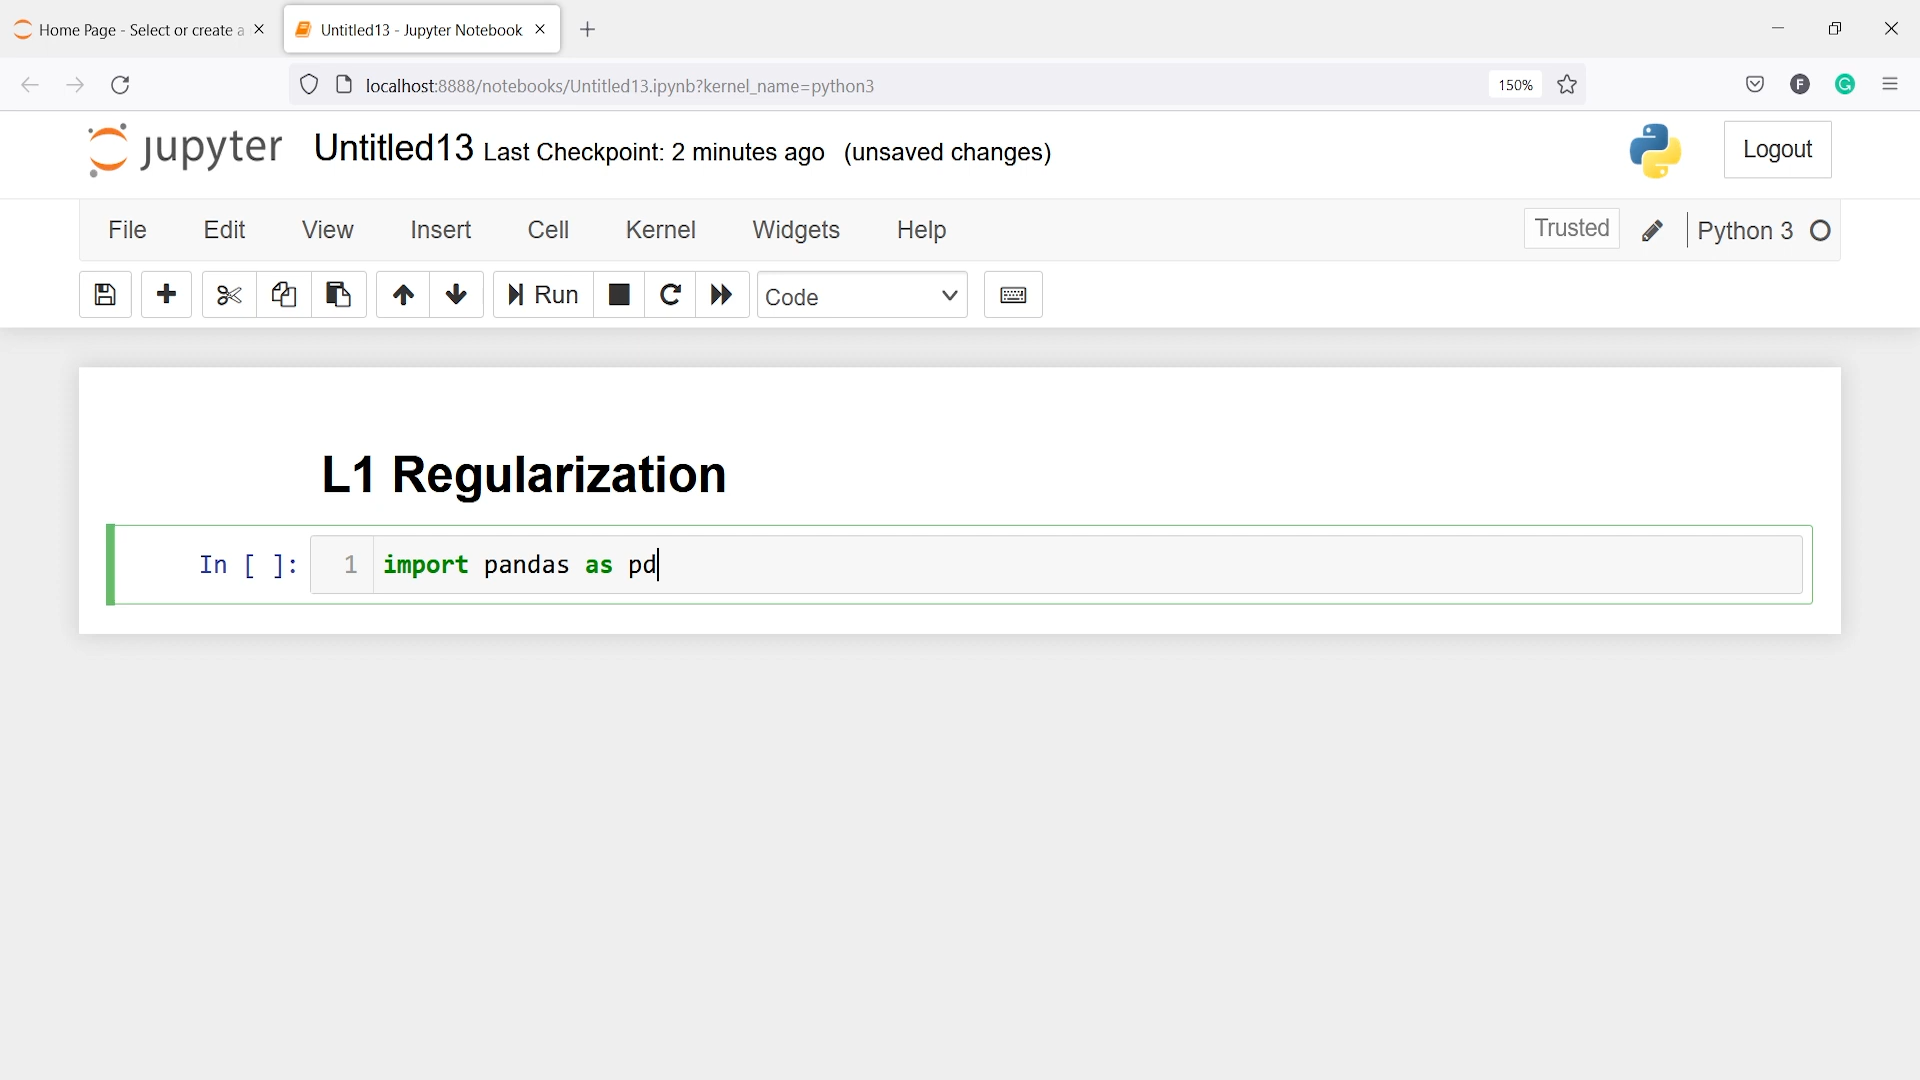 Home Page - Select or create a
Untitled13 - Jupyter Notebook
localhost:8888/notebooks/Untitled13.ipynb?kernel_name=python3
150%
F
G
jupyter Untitled13 Last Checkpoint: 2 minutes ago (unsaved changes)
Logout
File Edit View Insert Cell Kernel Widgets Help
Trusted
Python 3
Run
Code
L1 Regularization
In [ ]: 1 import pandas as pd